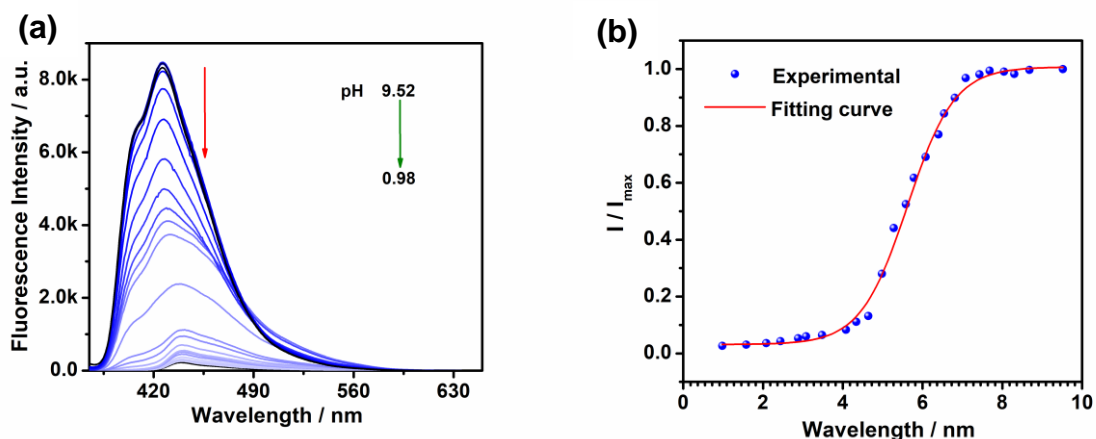 (a)
8.0k
6.0k
4.0k
2.0k
0.0
Fluorescence Intensity / a.u.
pH 9.52
0.98
420 490 560 630
Wavelength / nm
(b)
1.0
0.8
0.6
0.4
0.2
0.0
I / Imax
Experimental
Fitting curve
0 2 4 6 8 10
Wavelength / nm